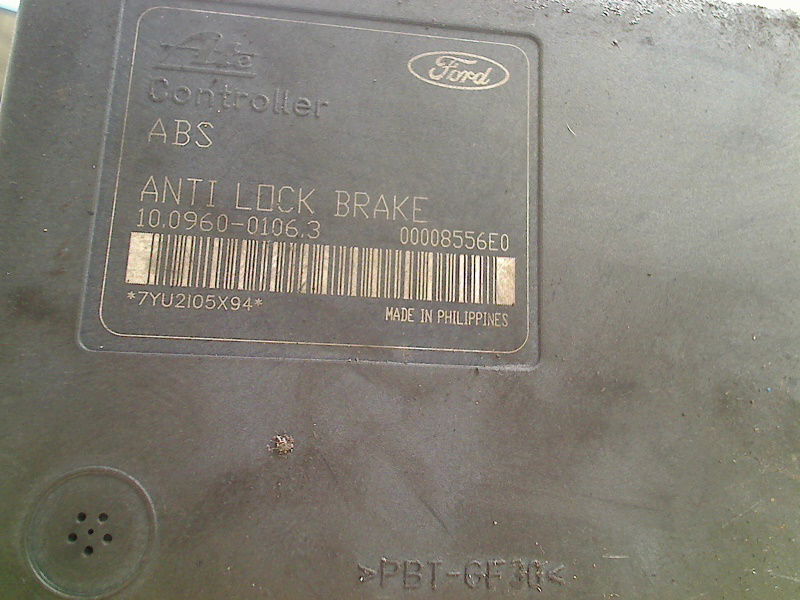 Ate
Ford
Controller
ABS
ANTI LOCK BRAKE
10.0960-0106.3 00008556E0
*7YU2I05X94*
MADE IN PHILIPPINES
>PBT-GF30<